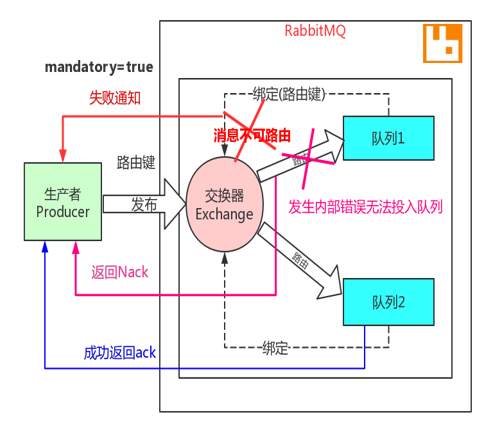 RabbitMQ
mandatory=true
失败通知
绑定(路由键)
消息不可路由
队列1
路由
路由键
生产者
Producer
发布
交换器
Exchange
发生内部错误无法投入队列
路由
返回Nack
队列2
绑定
成功返回ack